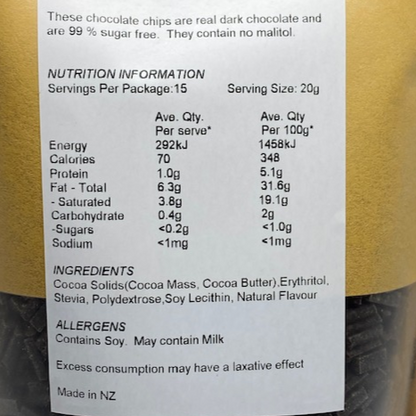 These chocolate chips are real dark chocolate and
are 99 % sugar free. They contain no malitol.
NUTRITION INFORMATION
Servings Per Package:15 Serving Size: 20g
Ave. Qty. Ave. Qty
Per serve* Per 100g*
Energy 292kJ 1458kJ
Calories 70 348
Protein 1.0g 5.1g
Fat - Total 6.3g 31.6g
- Saturated 3.8g 19.1g
Carbohydrate 0.4g 2g
-Sugars <0.2g <1.0g
Sodium <1mg <1mg
INGREDIENTS
Cocoa Solids(Cocoa Mass, Cocoa Butter),Erythritol,
Stevia, Polydextrose,Soy Lecithin, Natural Flavour
ALLERGENS
Contains Soy. May contain Milk
Excess consumption may have a laxative effect
Made in NZ